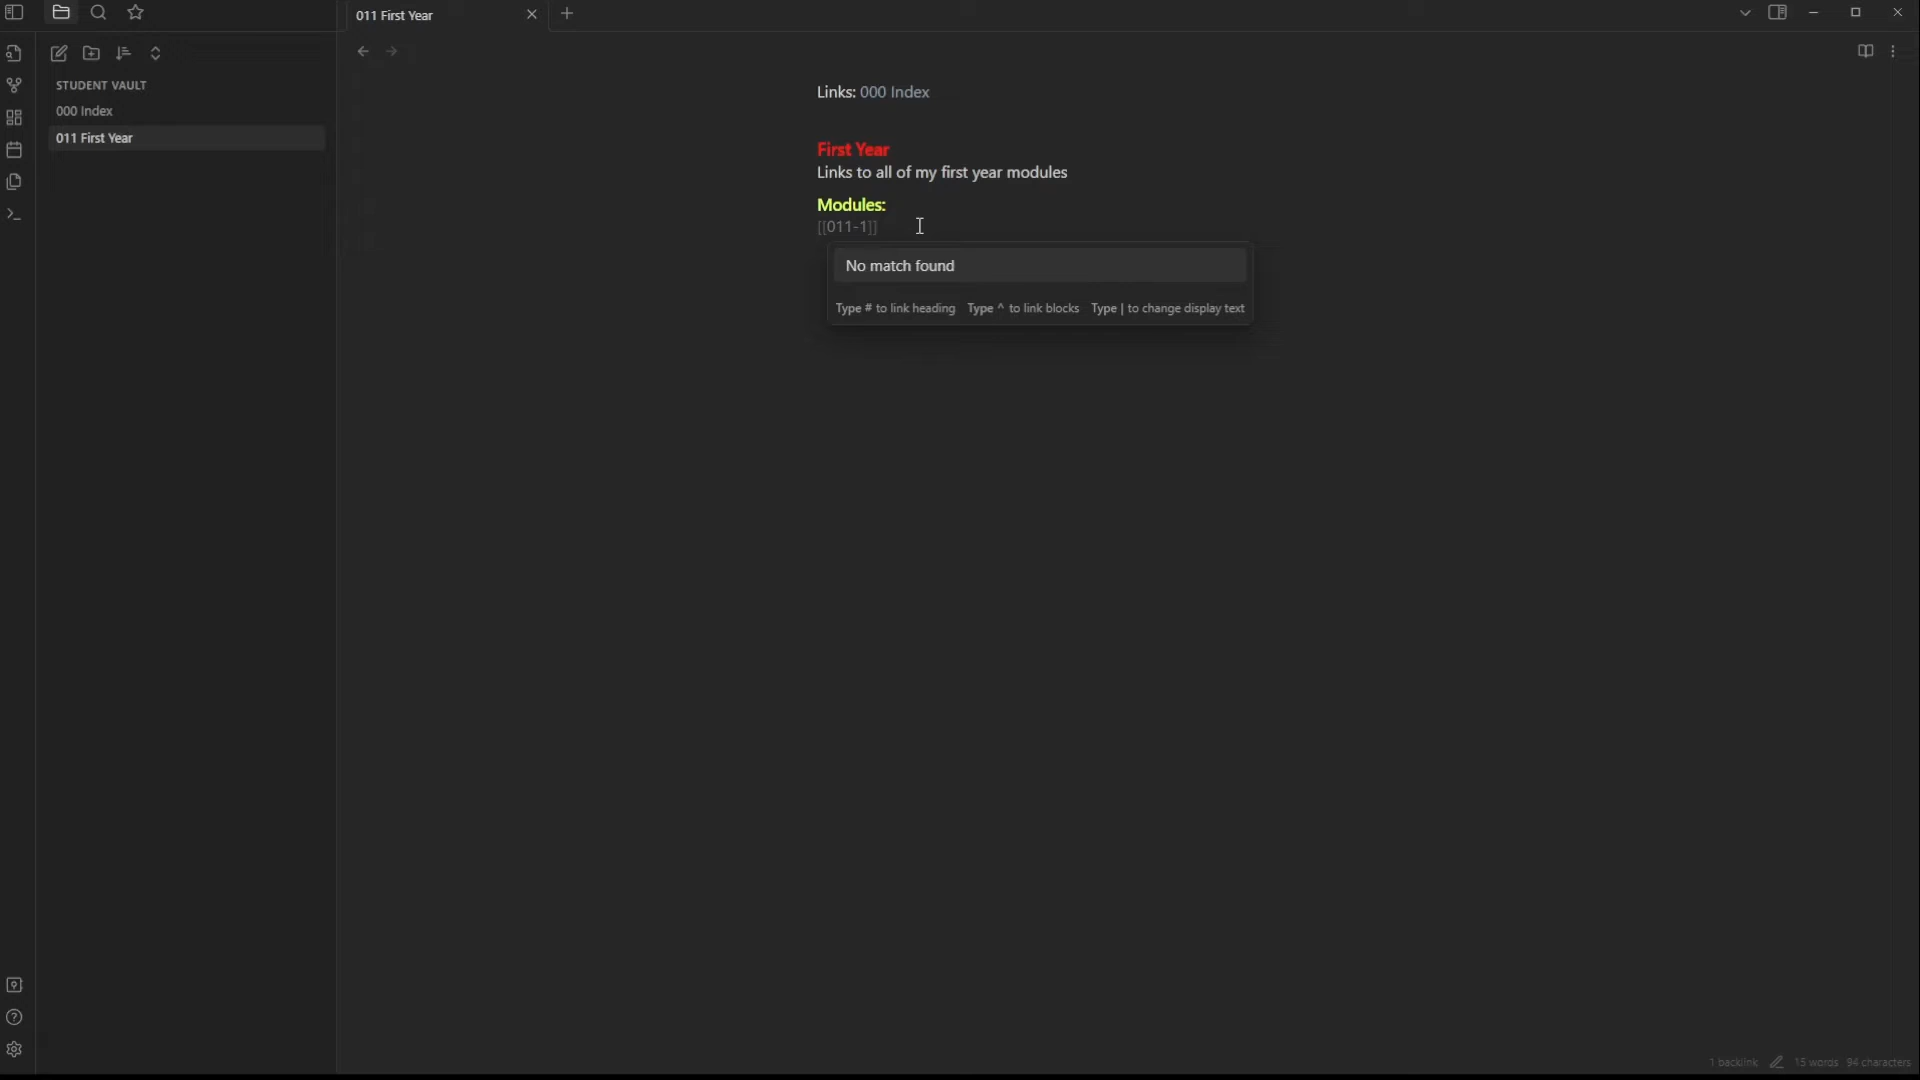 011 First Year
STUDENT VAULT
000 Index
011 First Year
Links: 000 Index
First Year
Links to all of my first year modules
Modules:
[[011-1]]
No match found
Type # to link heading Type ^ to link blocks Type | to change display text
1 backlink 15 words 94 characters